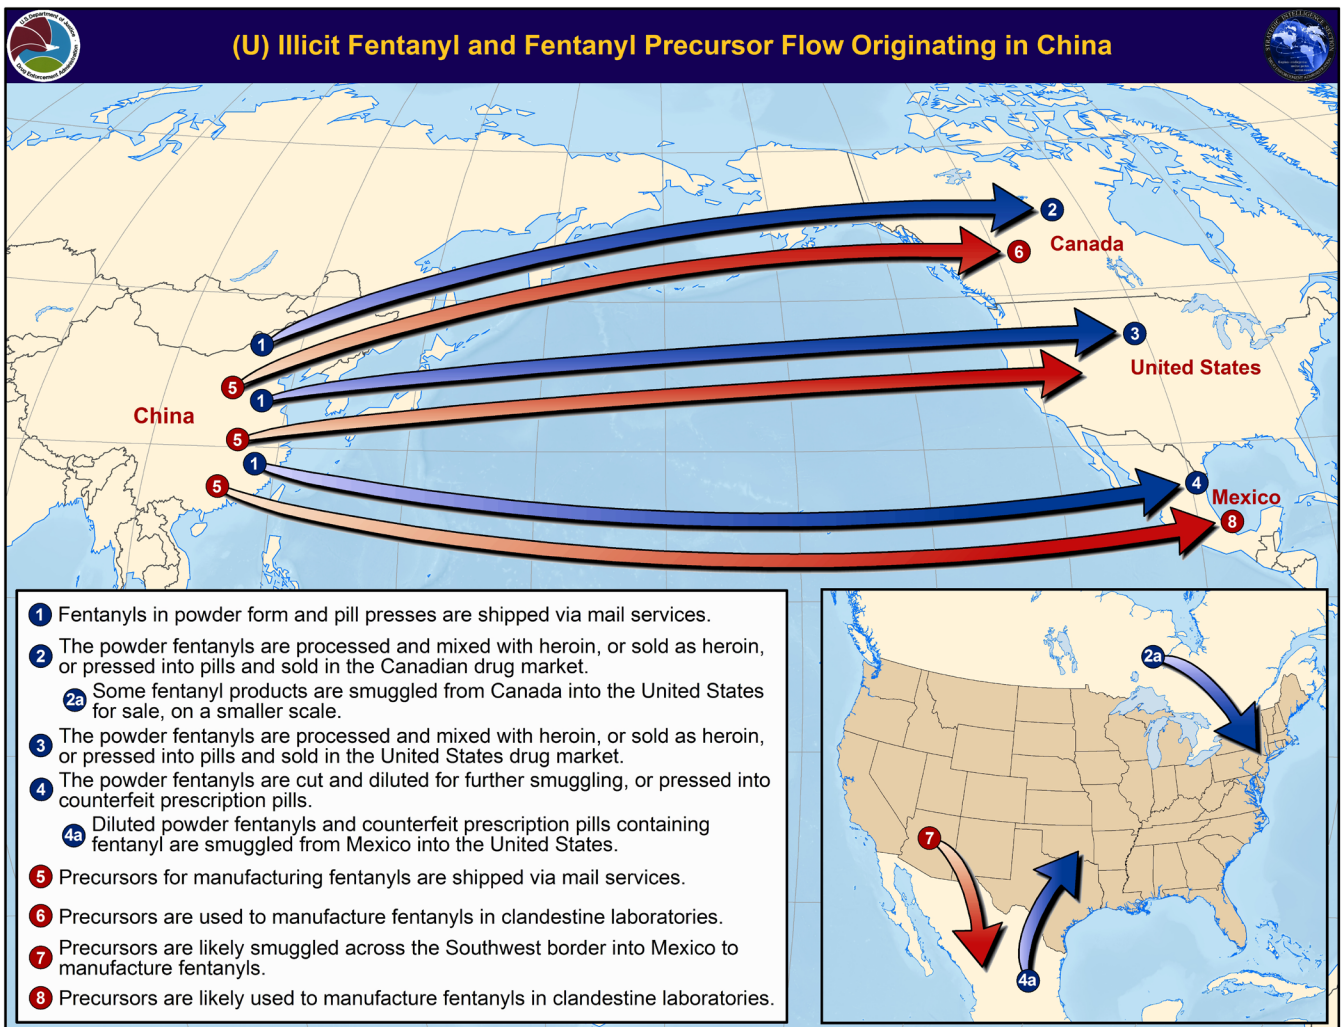 (U) Illicit Fentanyl and Fentanyl Precursor Flow Originating in China
U.S. Department of Justice
Drug Enforcement Administration
2
Canada
6
1
3
5
United States
1
China
5
1
4
5
Mexico
8
1 Fentanyls in powder form and pill presses are shipped via mail services.
2 The powder fentanyls are processed and mixed with heroin, or sold as heroin,
or pressed into pills and sold in the Canadian drug market.
2a Some fentanyl products are smuggled from Canada into the United States
for sale, on a smaller scale.
3 The powder fentanyls are processed and mixed with heroin, or sold as heroin,
or pressed into pills and sold in the United States drug market.
4 The powder fentanyls are cut and diluted for further smuggling, or pressed into
counterfeit prescription pills.
4a Diluted powder fentanyls and counterfeit prescription pills containing
fentanyl are smuggled from Mexico into the United States.
5 Precursors for manufacturing fentanyls are shipped via mail services.
6 Precursors are used to manufacture fentanyls in clandestine laboratories.
7 Precursors are likely smuggled across the Southwest border into Mexico to
manufacture fentanyls.
8 Precursors are likely used to manufacture fentanyls in clandestine laboratories.
2a
7
4a